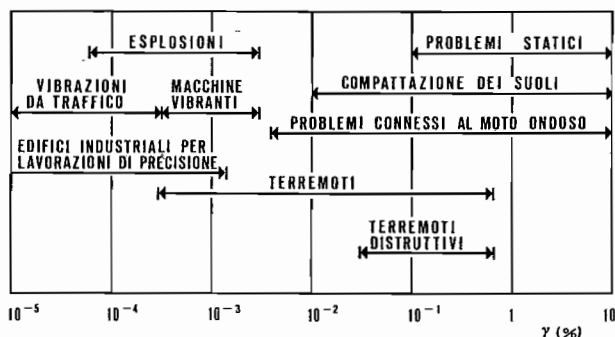 ESPLOSIONI
PROBLEMI STATICI
VIBRAZIONI
DA TRAFFICO
MACCHINE
VIBRANTI
COMPATTAZIONE DEI SUOLI
PROBLEMI CONNESSI AL MOTO ONDOSO
EDIFICI INDUSTRIALI PER
LAVORAZIONI DI PRECISIONE
TERREMOTI
TERREMOTI
DISTRUTTIVI
10⁻⁵ 10⁻⁴ 10⁻³ 10⁻² 10⁻¹ 1 10
γ (%)